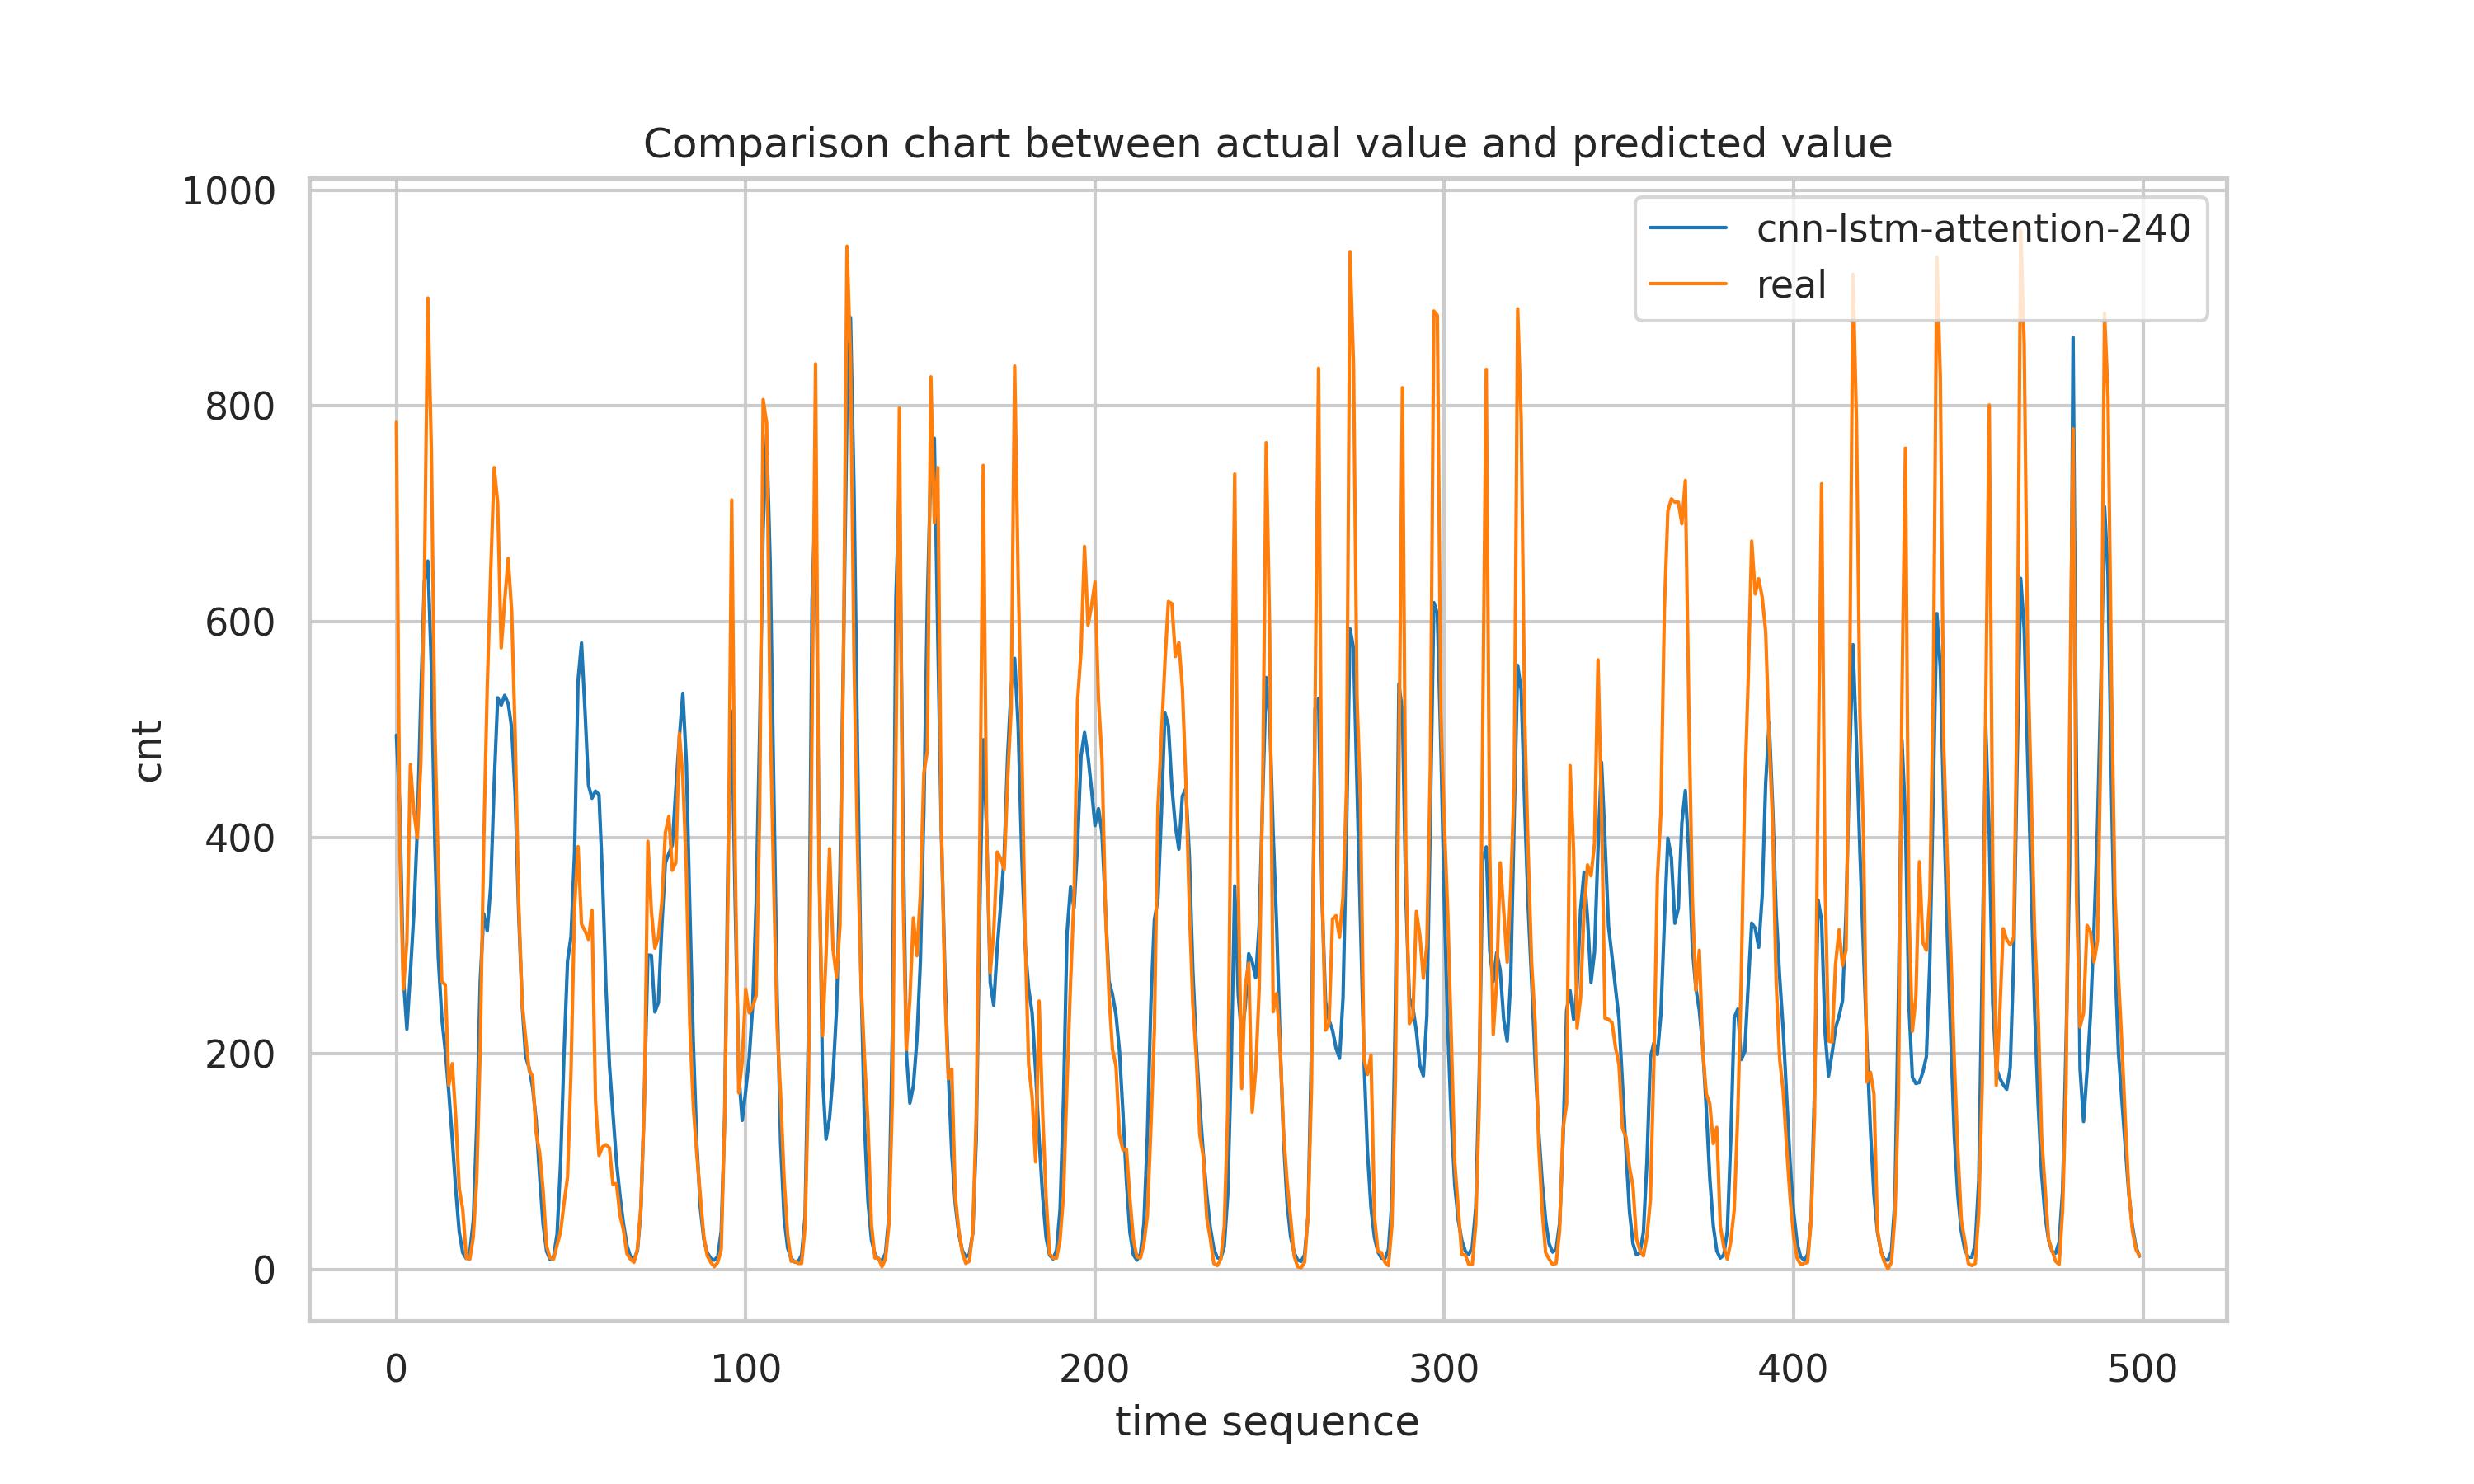 Comparison chart between actual value and predicted value
1000
800
600
400
200
0
cnt
cnn-lstm-attention-240
real
0 100 200 300 400 500
time sequence